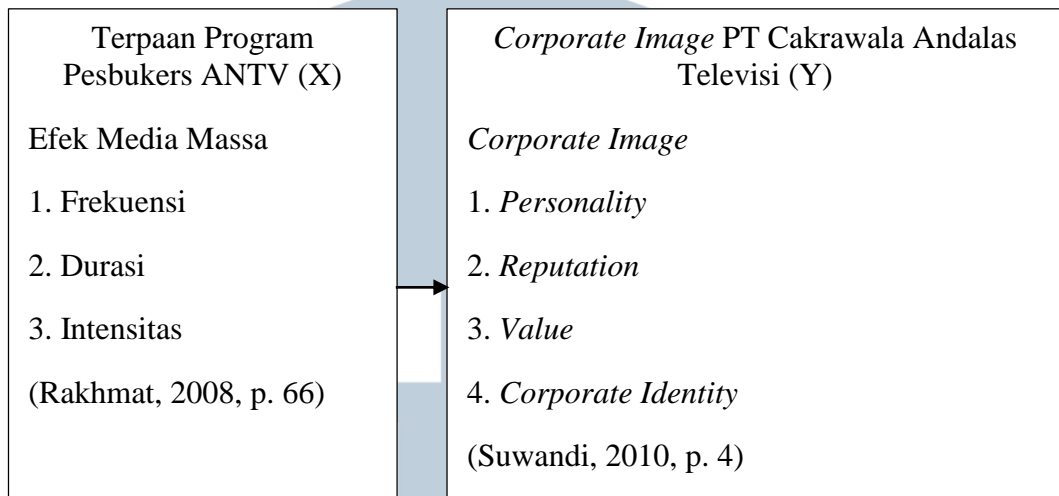 Terpaan Program
Pesbukers ANTV (X)
Efek Media Massa
1. Frekuensi
2. Durasi
3. Intensitas
(Rakhmat, 2008, p. 66)
Corporate Image PT Cakrawala Andalas
Televisi (Y)
Corporate Image
1. Personality
2. Reputation
3. Value
4. Corporate Identity
(Suwandi, 2010, p. 4)